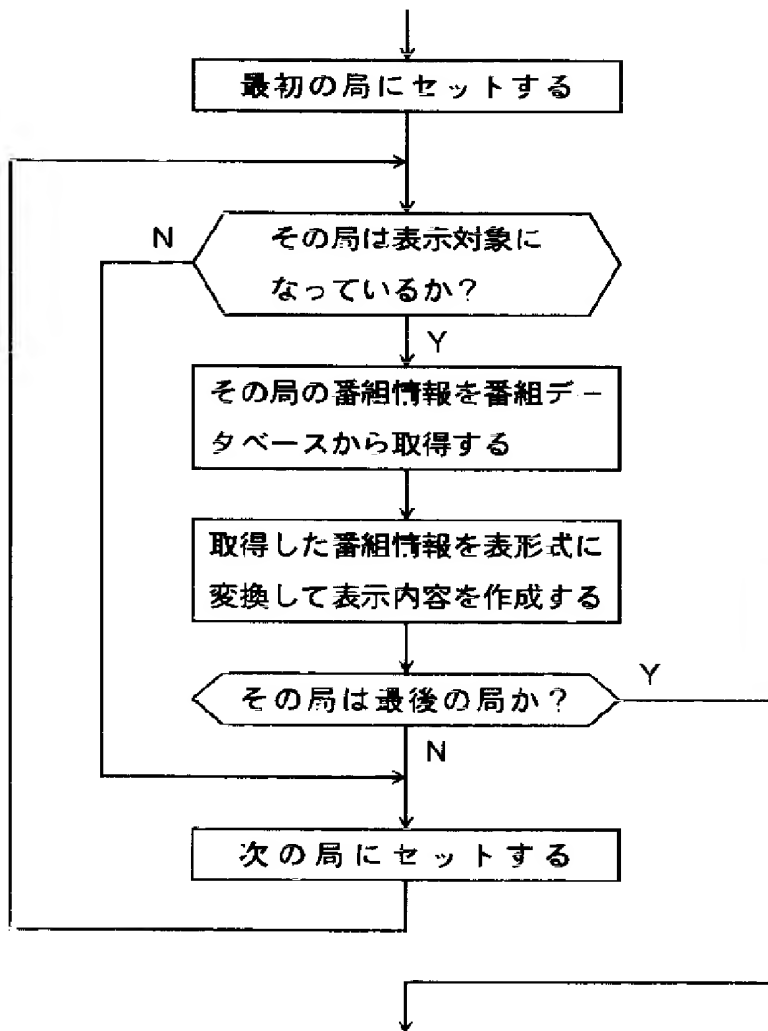 最初の局にセットする
N
その局は表示対象に
なっているか？
Y
その局の番組情報を番組デー
タベースから取得する
取得した番組情報を表形式に
変換して表示内容を作成する
その局は最後の局か？
Y
N
次の局にセットする